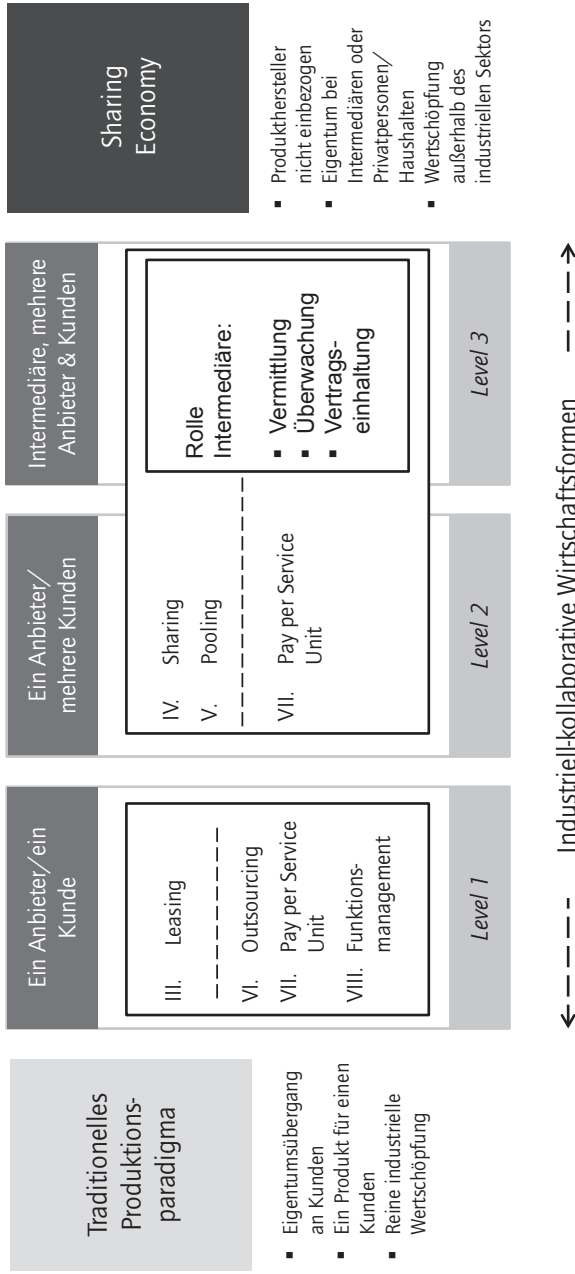 Traditionelles
Produktions-
paradigma
▪ Eigentumsübergang
an Kunden
▪ Ein Produkt für einen
Kunden
▪ Reine industrielle
Wertschöpfung
Ein Anbieter/ein
Kunde
III. Leasing
VI. Outsourcing
VII. Pay per Service
Unit
VIII. Funktions-
management
Level 1
Ein Anbieter/
mehrere Kunden
IV. Sharing
V. Pooling
VII. Pay per Service
Unit
Level 2
Intermediäre, mehrere
Anbieter & Kunden
Rolle
Intermediäre:
▪ Vermittlung
▪ Überwachung
▪ Vertrags-
einhaltung
Level 3
Sharing
Economy
▪ Produkthersteller
nicht einbezogen
▪ Eigentum bei
Intermediären oder
Privatpersonen/
Haushalten
▪ Wertschöpfung
außerhalb des
industriellen Sektors
Industriell-kollaborative Wirtschaftsformen